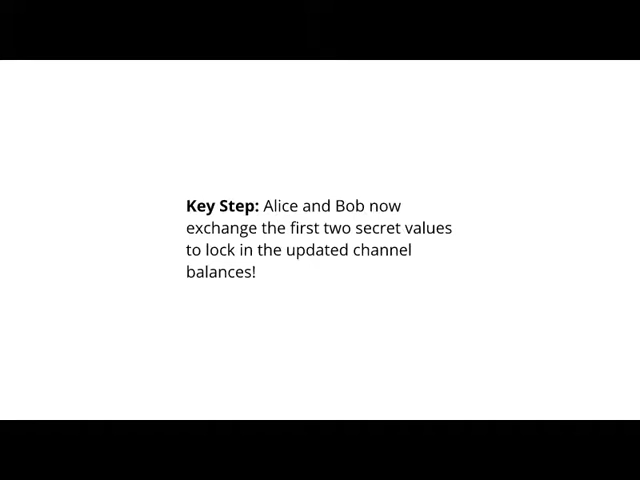 Key Step: Alice and Bob now
exchange the first two secret values
to lock in the updated channel
balances!